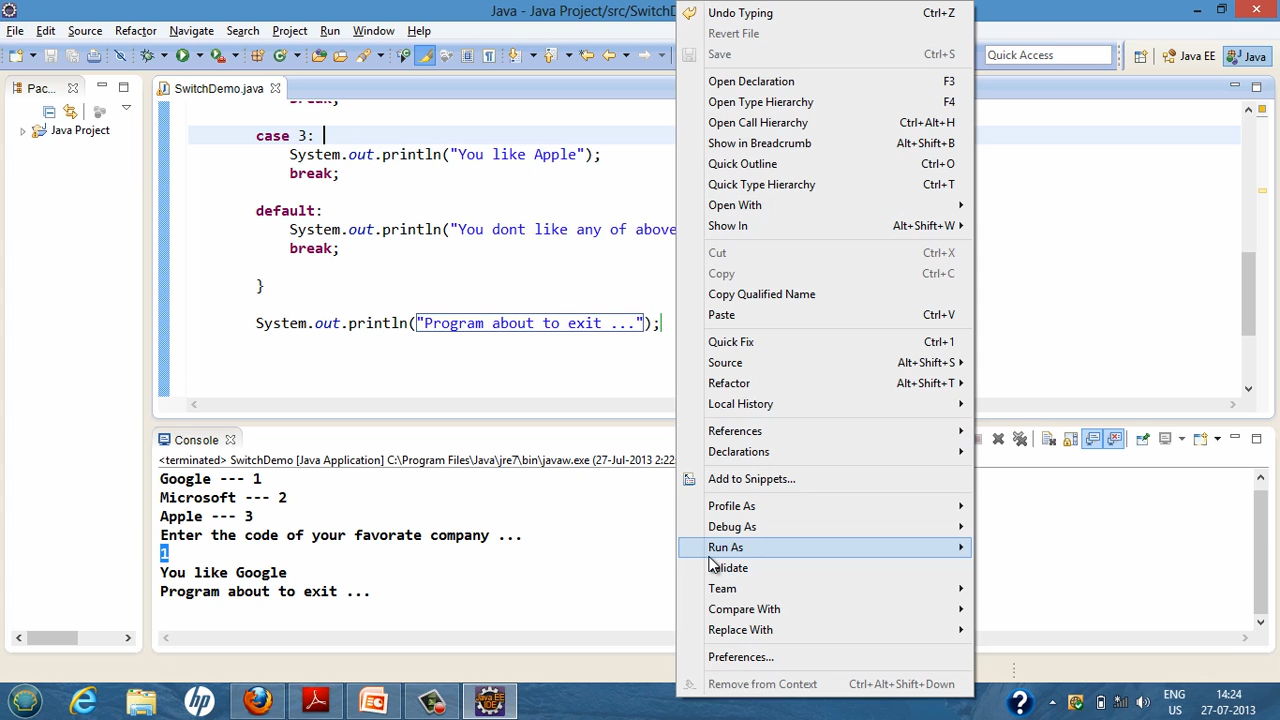 Java - Java Project/src/SwitchD
File Edit Source Refactor Navigate Search Project Run Window Help
Quick Access
Java EE
Java
Pac...
SwitchDemo.java
Java Project
break;
case 3:
System.out.println("You like Apple");
break;
default:
System.out.println("You dont like any of above
break;
}
System.out.println("Program about to exit ...");
Undo Typing Ctrl+Z
Revert File
Save Ctrl+S
Open Declaration F3
Open Type Hierarchy F4
Open Call Hierarchy Ctrl+Alt+H
Show in Breadcrumb Alt+Shift+B
Quick Outline Ctrl+O
Quick Type Hierarchy Ctrl+T
Open With
Show In Alt+Shift+W
Cut Ctrl+X
Copy Ctrl+C
Copy Qualified Name
Paste Ctrl+V
Quick Fix Ctrl+1
Source Alt+Shift+S
Refactor Alt+Shift+T
Local History
References
Declarations
Add to Snippets...
Profile As
Debug As
Run As
Validate
Team
Compare With
Replace With
Preferences...
Remove from Context Ctrl+Alt+Shift+Down
Console
<terminated> SwitchDemo [Java Application] C:\Program Files\Java\jre7\bin\javaw.exe (27-Jul-2013 2:22
Google --- 1
Microsoft --- 2
Apple --- 3
Enter the code of your favorate company ...
1
You like Google
Program about to exit ...
hp
Java EE
IDE
ENG 14:24
US 27-07-2013